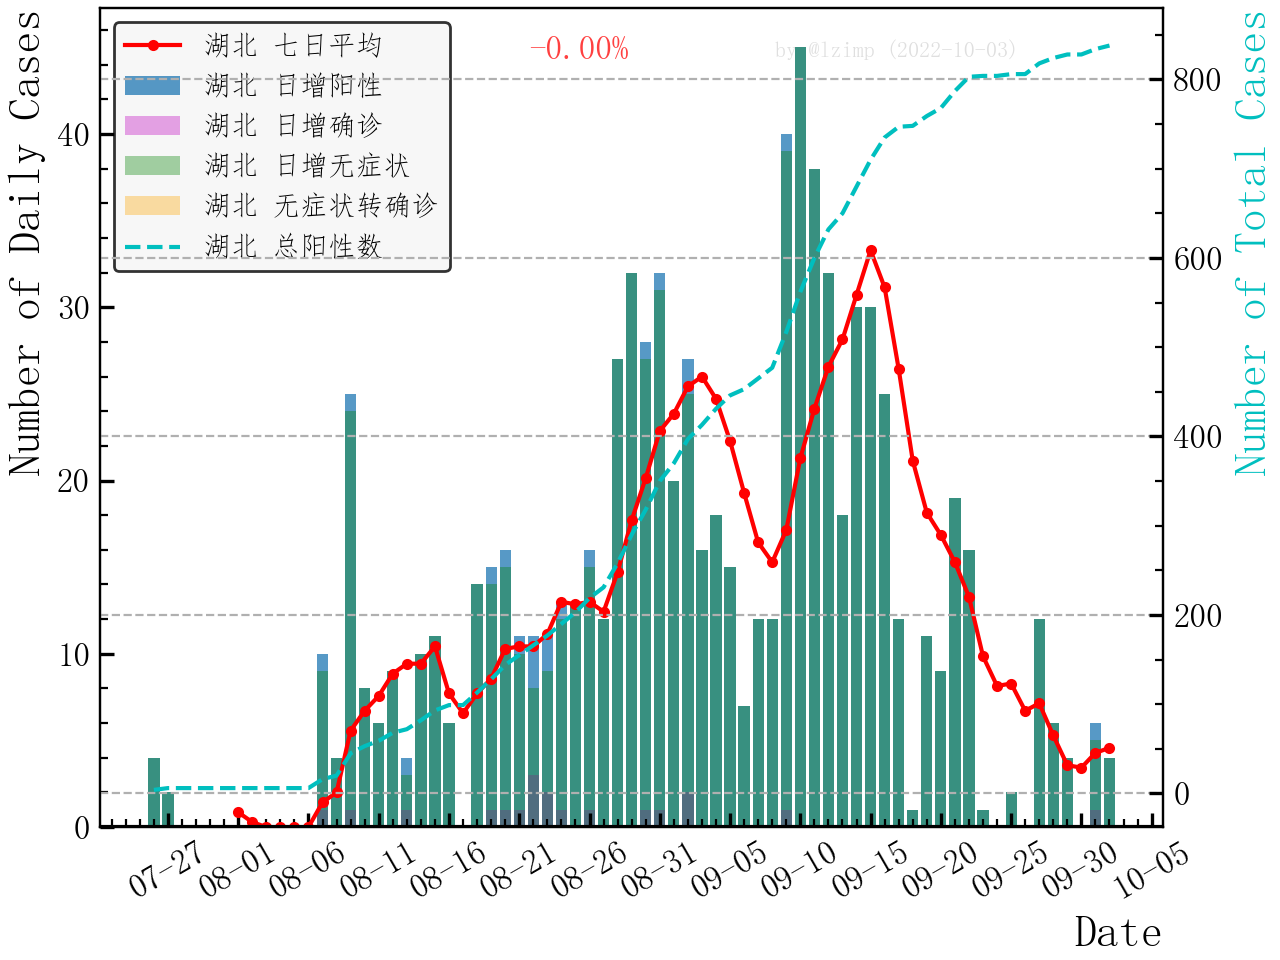 湖北 七日平均
湖北 日增阳性
湖北 日增确诊
湖北 日增无症状
湖北 无症状转确诊
湖北 总阳性数
-0.00%
by @lzimp (2022-10-03)
Number of Daily Cases
0
10
20
30
40
Number of Total Cases
0
200
400
600
800
07-27
08-01
08-06
08-11
08-16
08-21
08-26
08-31
09-05
09-10
09-15
09-20
09-25
09-30
10-05
Date